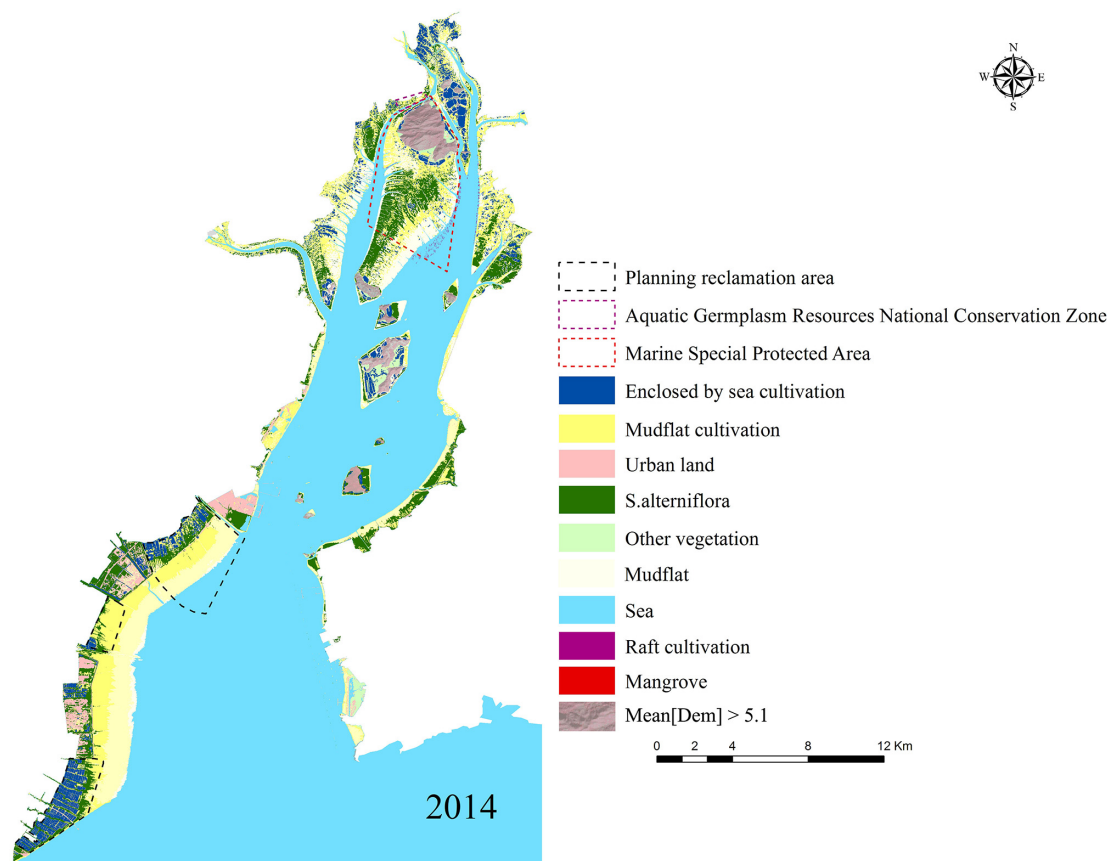 N
W E
S
Planning reclamation area
Aquatic Germplasm Resources National Conservation Zone
Marine Special Protected Area
Enclosed by sea cultivation
Mudflat cultivation
Urban land
S.alterniflora
Other vegetation
Mudflat
Sea
Raft cultivation
Mangrove
Mean[Dem] > 5.1
0 2 4 8 12 Km
2014